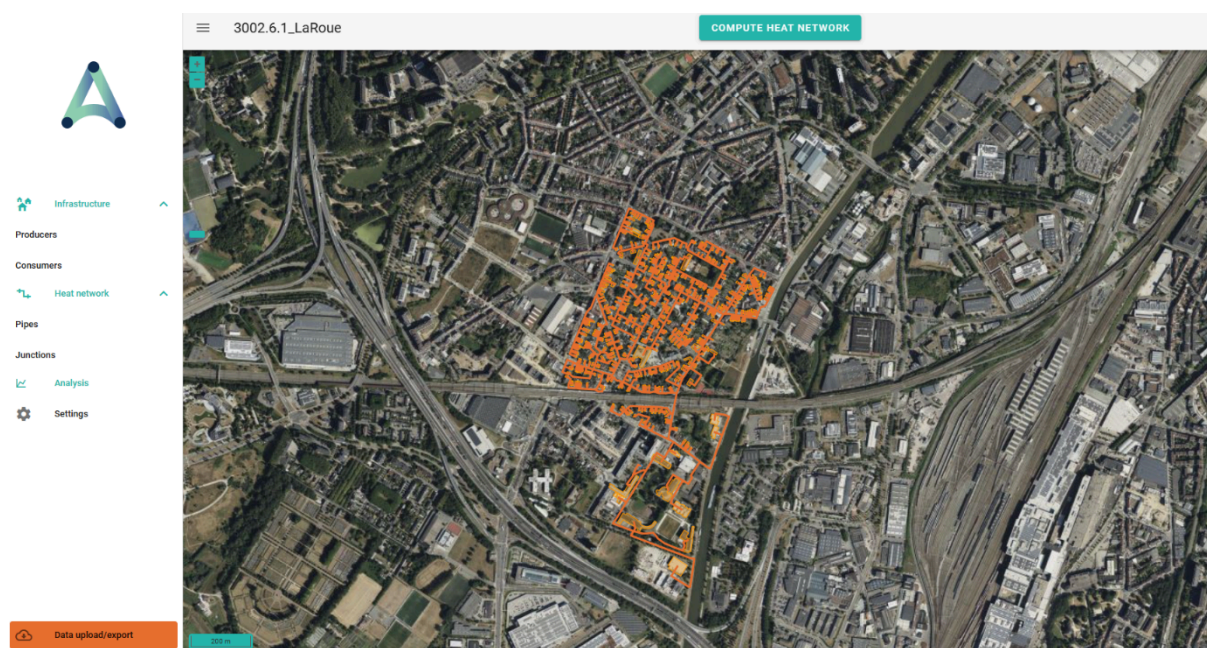 3002.6.1_LaRoue
COMPUTE HEAT NETWORK
+
−
Infrastructure
Producers
Consumers
Heat network
Pipes
Junctions
Analysis
Settings
Data upload/export
200 m